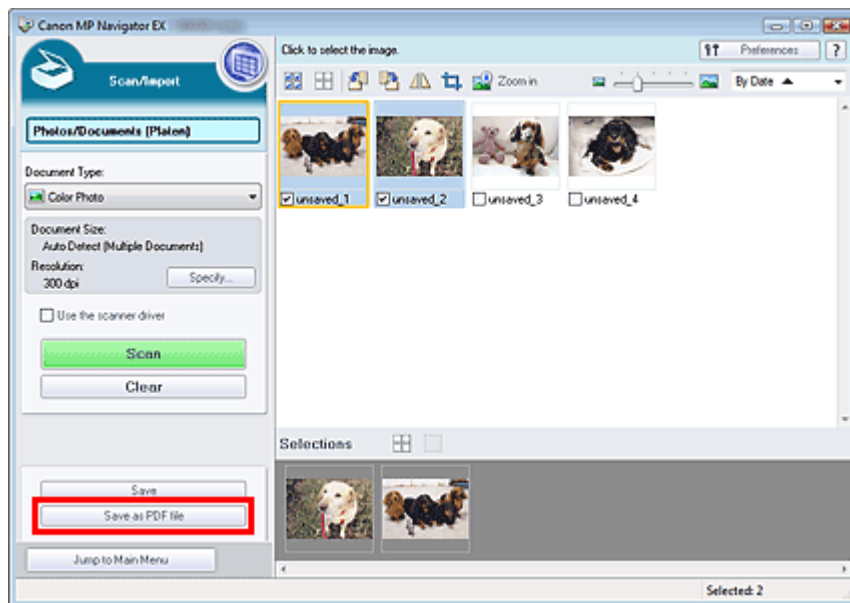 Canon MP Navigator EX
Scan/Import
Photos/Documents (Platen)
Document Type:
Color Photo
Document Size:
Auto Detect (Multiple Documents)
Resolution:
300 dpi
Specify...
Use the scanner driver
Scan
Clear
Save
Save as PDF file
Jump to Main Menu
Click to select the image.
Preferences
?
Zoom in
By Date
unsaved_1
unsaved_2
unsaved_3
unsaved_4
Selections
Selected: 2